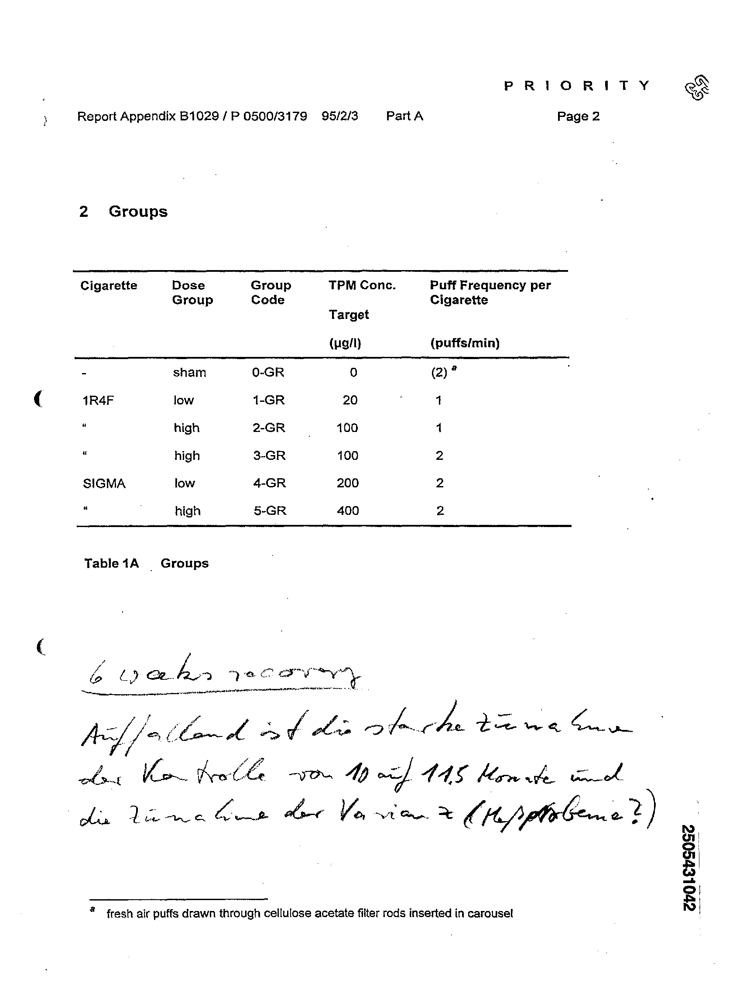 PRIORITY
Report Appendix B1029 / P 0500/3179 95/2/3 Part A Page 2
2 Groups
Cigarette Dose Group Group Code TPM Conc. Target (µg/l) Puff Frequency per Cigarette (puffs/min)
- sham 0-GR 0 (2) a
1R4F low 1-GR 20 1
" high 2-GR 100 1
" high 3-GR 100 2
SIGMA low 4-GR 200 2
" high 5-GR 400 2
Table 1A Groups
6 weeks recovery
Auffallend ist die starke Zunahme
der Kontrolle von 10 auf 11,5 Monate und
die Zunahme der Varianz (Meßprobleme?)
a fresh air puffs drawn through cellulose acetate filter rods inserted in carousel
2505431042